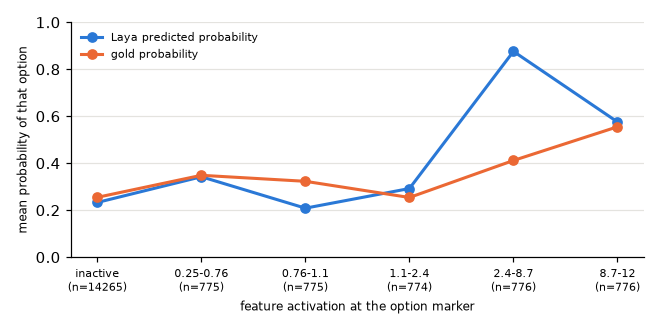 Laya predicted probability
gold probability
mean probability of that option
1.0
0.8
0.6
0.4
0.2
0.0
inactive 0.25-0.76 0.76-1.1 1.1-2.4 2.4-8.7 8.7-12
(n=14265) (n=775) (n=775) (n=774) (n=776) (n=776)
feature activation at the option marker